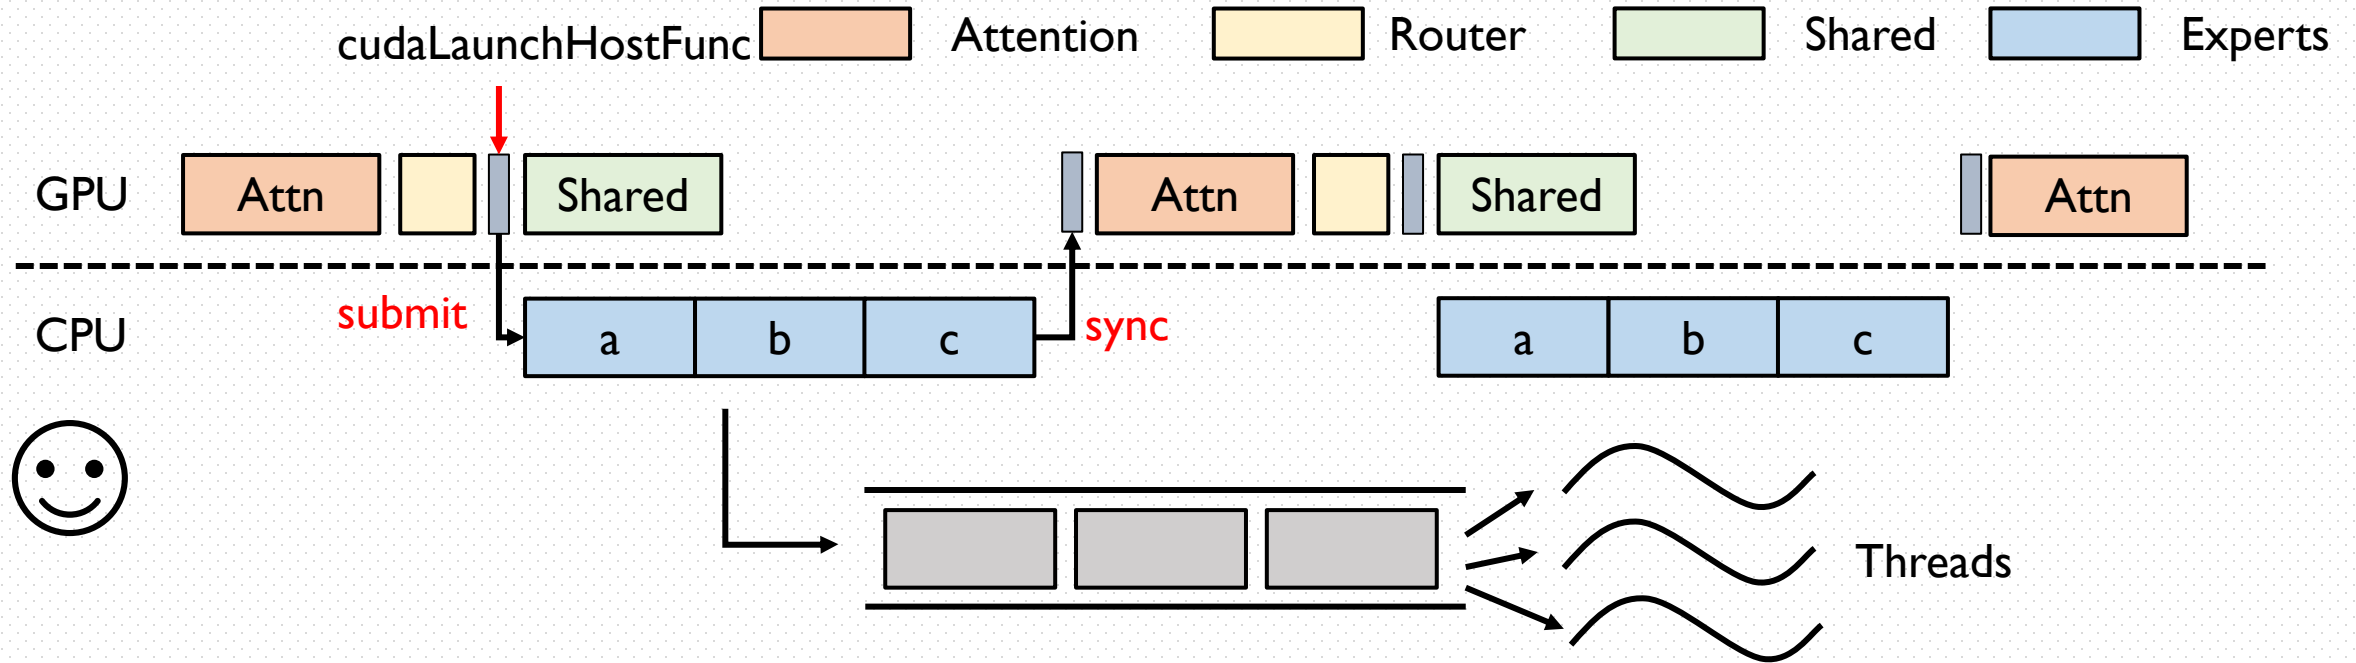 cudaLaunchHostFunc
Attention
Router
Shared
Experts
GPU
Attn
Shared
Attn
Shared
Attn
CPU
submit
a
b
c
sync
a
b
c
Threads